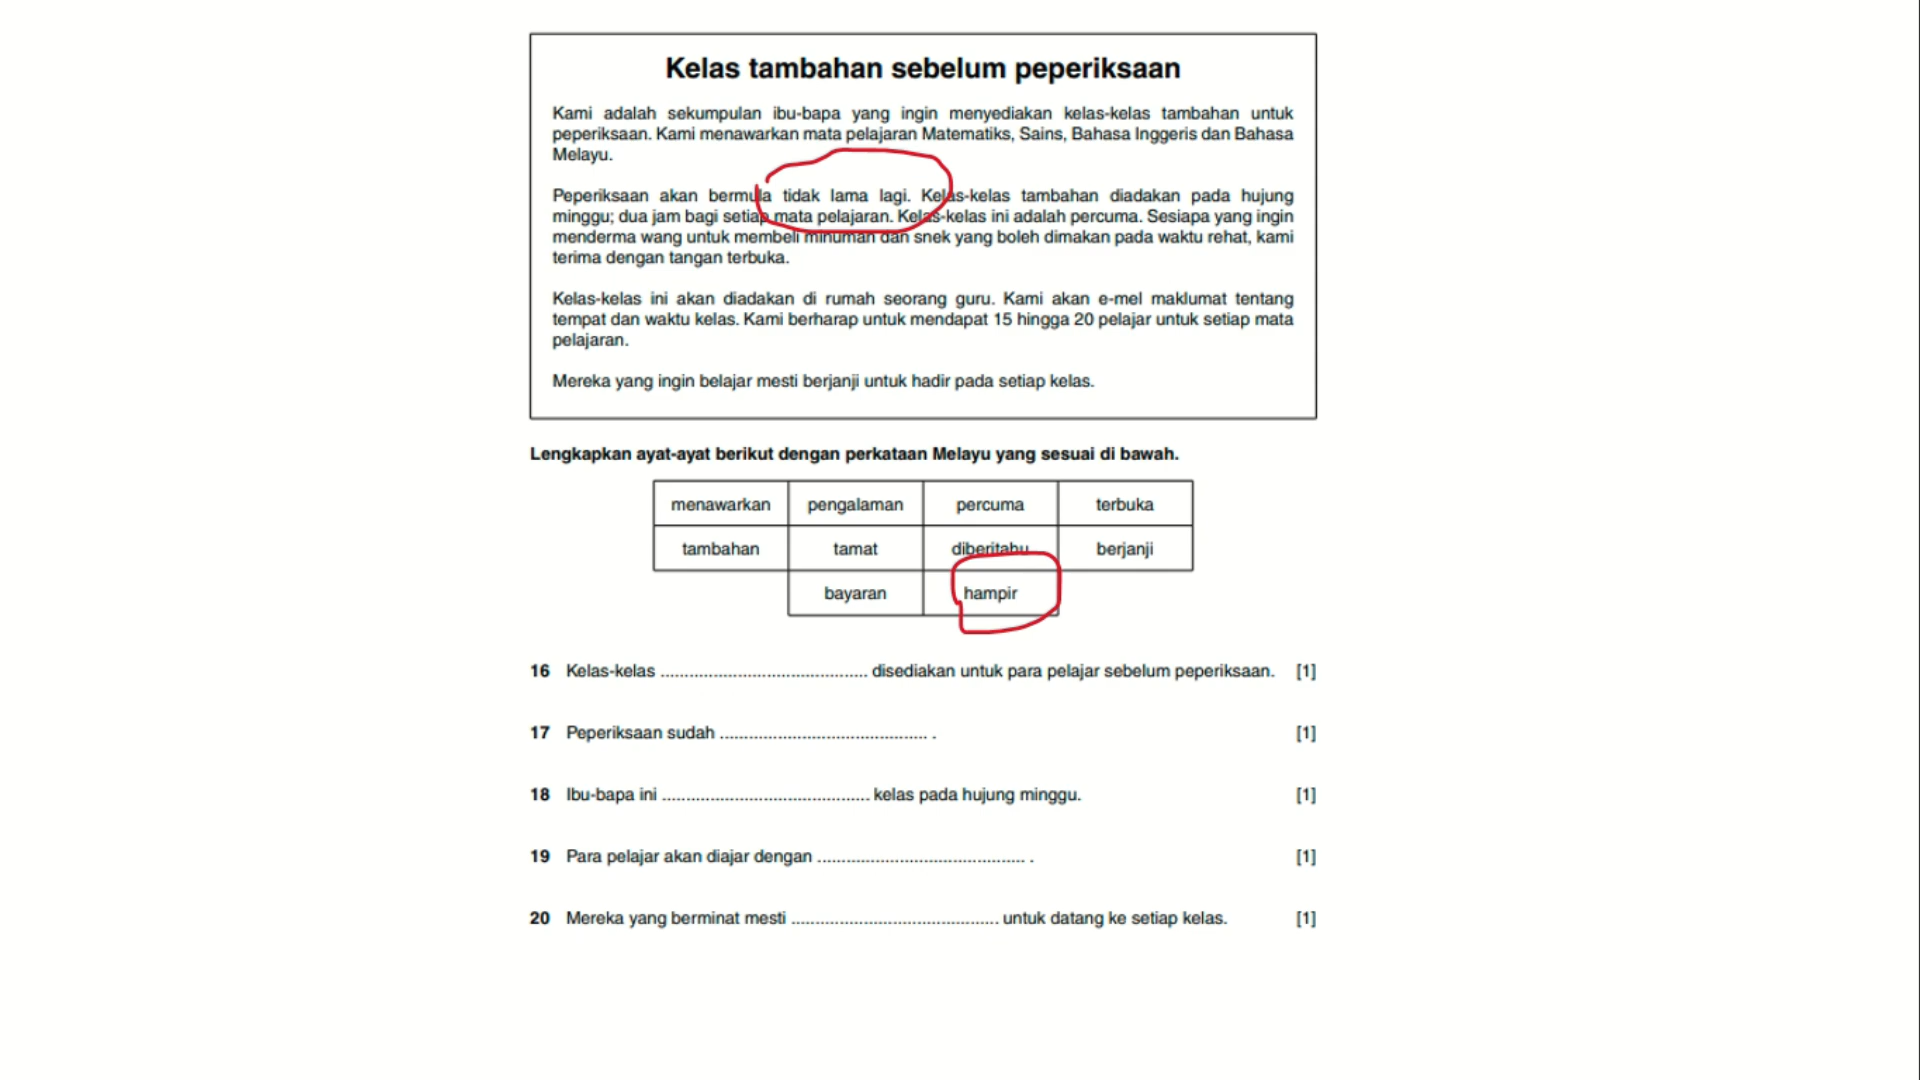 Kelas tambahan sebelum peperiksaan
Kami adalah sekumpulan ibu-bapa yang ingin menyediakan kelas-kelas tambahan untuk
peperiksaan. Kami menawarkan mata pelajaran Matematiks, Sains, Bahasa Inggeris dan Bahasa
Melayu.
Peperiksaan akan bermula tidak lama lagi. Kelas-kelas tambahan diadakan pada hujung
minggu; dua jam bagi setiap mata pelajaran. Kelas-kelas ini adalah percuma. Sesiapa yang ingin
menderma wang untuk membeli minuman dan snek yang boleh dimakan pada waktu rehat, kami
terima dengan tangan terbuka.
Kelas-kelas ini akan diadakan di rumah seorang guru. Kami akan e-mel maklumat tentang
tempat dan waktu kelas. Kami berharap untuk mendapat 15 hingga 20 pelajar untuk setiap mata
pelajaran.
Mereka yang ingin belajar mesti berjanji untuk hadir pada setiap kelas.
Lengkapkan ayat-ayat berikut dengan perkataan Melayu yang sesuai di bawah.
menawarkan pengalaman percuma terbuka
tambahan tamat diberitahu berjanji
bayaran hampir
16 Kelas-kelas .......................................... disediakan untuk para pelajar sebelum peperiksaan. [1]
17 Peperiksaan sudah .......................................... . [1]
18 Ibu-bapa ini .......................................... kelas pada hujung minggu. [1]
19 Para pelajar akan diajar dengan .......................................... . [1]
20 Mereka yang berminat mesti .......................................... untuk datang ke setiap kelas. [1]